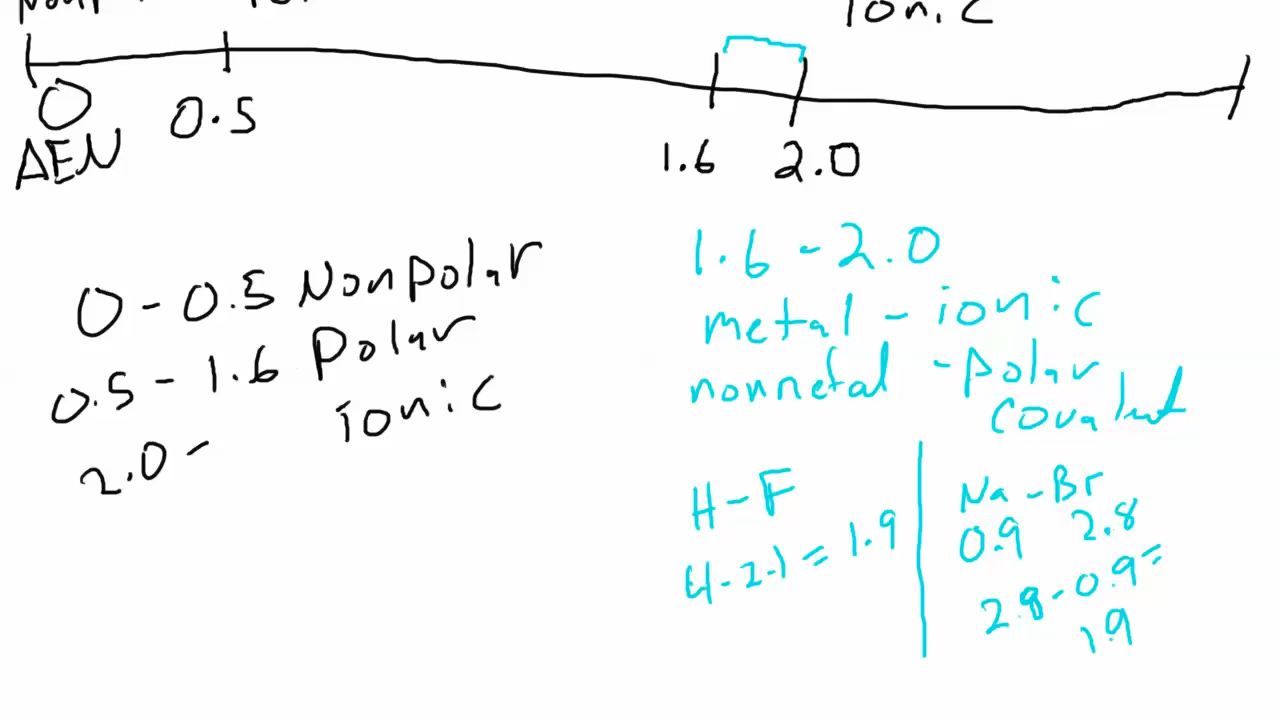 ionic
0 0.5 1.6 2.0
ΔEN
0 - 0.5 Nonpolar
0.5 - 1.6 Polar
2.0 - ionic
1.6 - 2.0
metal - ionic
nonmetal - polar
covalent
H - F
4 - 2.1 = 1.9
Na - Br
0.9 2.8
2.8 - 0.9 =
1.9